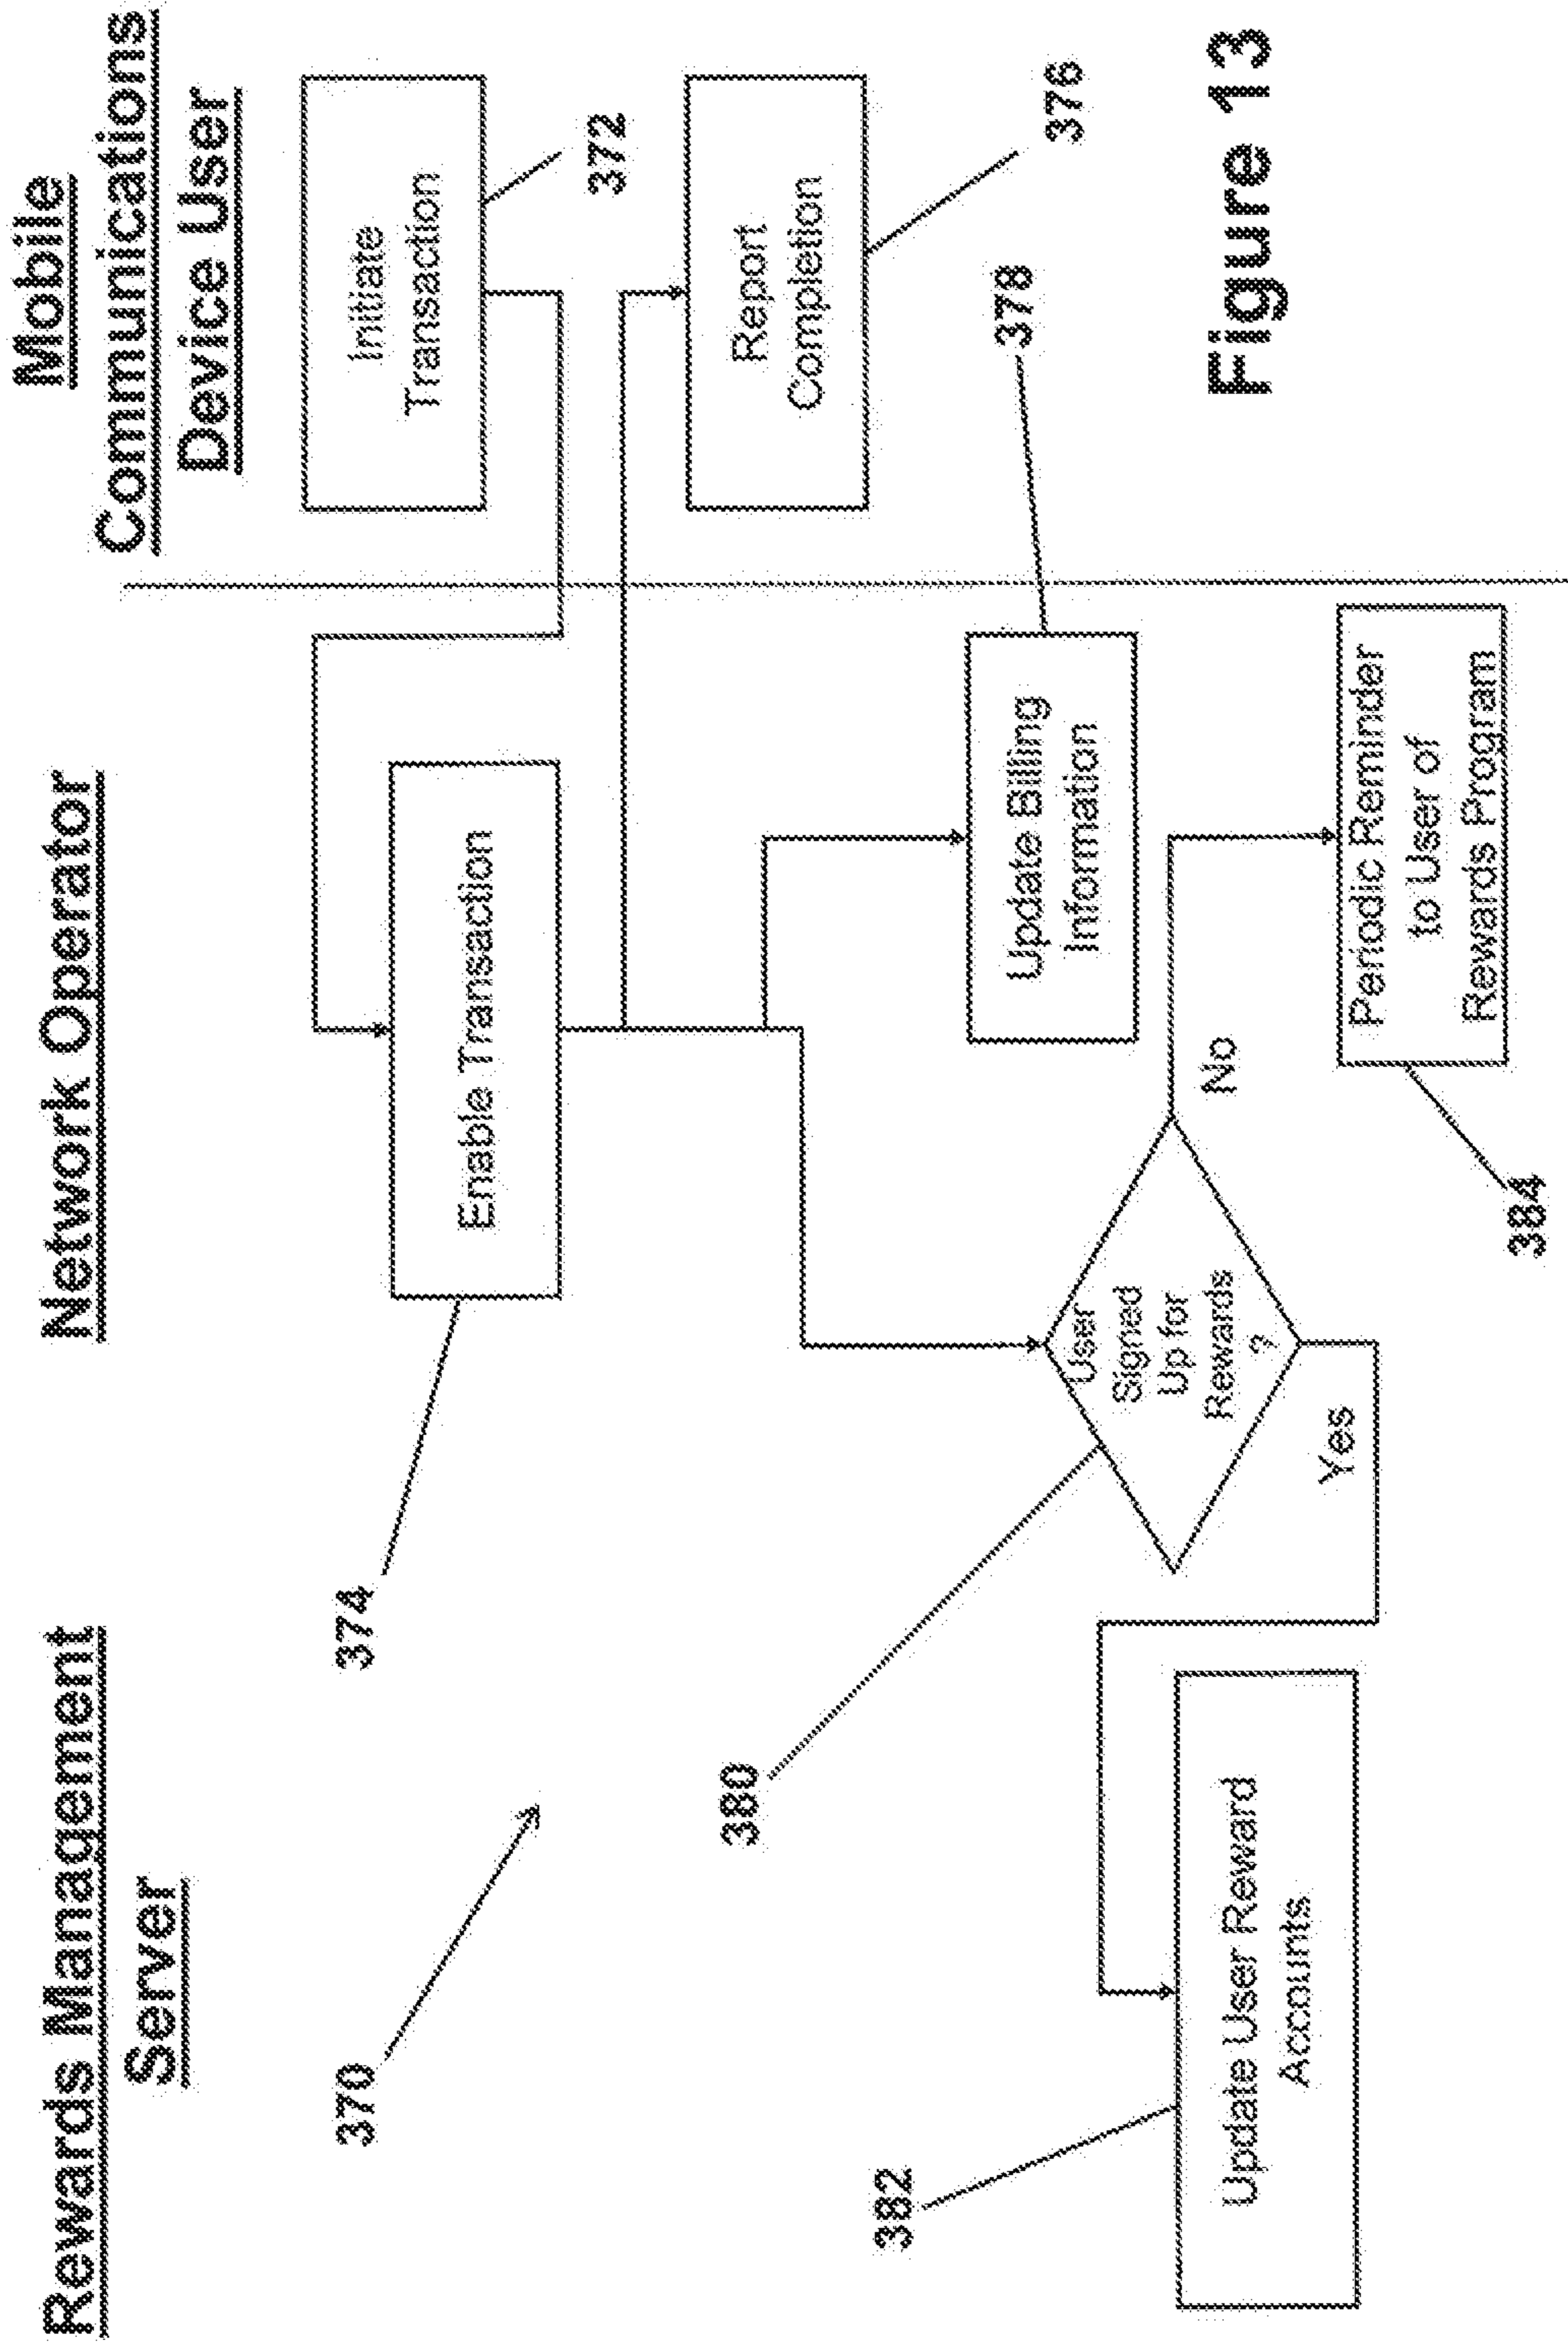 Rewards Management
Server
Network Operator
Mobile
Communications
Device User
370
374
Enable Transaction
Initiate
Transaction
372
Report
Completion
376
380
User
Signed
Up for
Rewards
?
Update Billing
Information
378
382
Update User Reward
Accounts
Yes
No
Periodic Reminder
to User of
Rewards Program
384
Figure 13